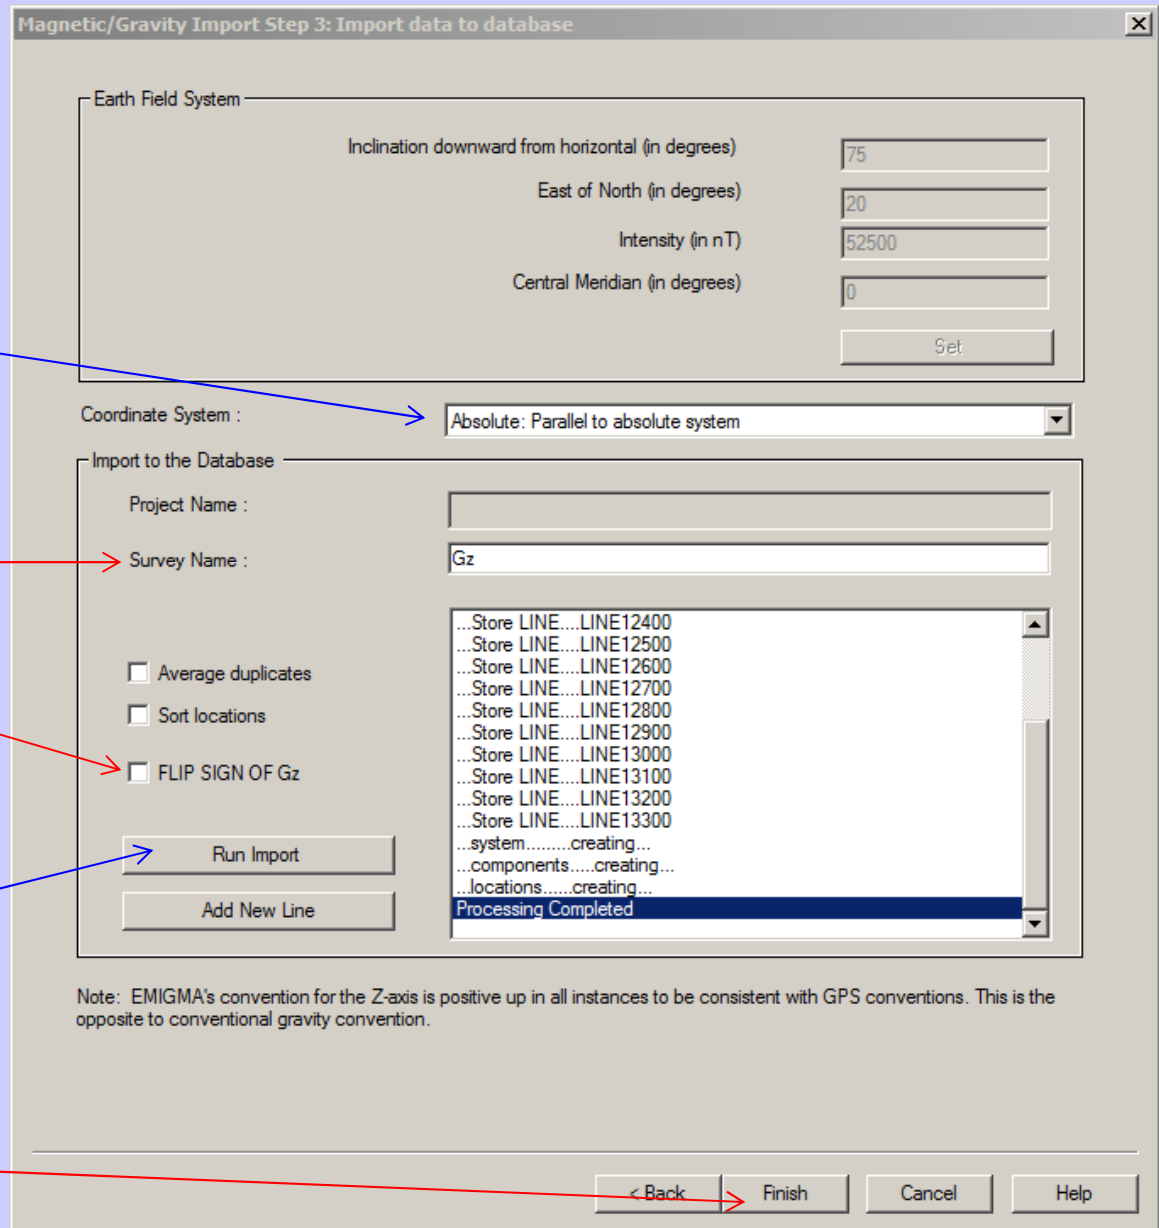 Magnetic/Gravity Import Step 3: Import data to database
Earth Field System
Inclination downward from horizontal (in degrees)
75
East of North (in degrees)
20
Intensity (in nT)
52500
Central Meridian (in degrees)
0
Set
Coordinate System :
Absolute: Parallel to absolute system
Import to the Database
Project Name :
Survey Name :
Gz
Average duplicates
Sort locations
FLIP SIGN OF Gz
Run Import
Add New Line
...Store LINE....LINE12400
...Store LINE....LINE12500
...Store LINE....LINE12600
...Store LINE....LINE12700
...Store LINE....LINE12800
...Store LINE....LINE12900
...Store LINE....LINE13000
...Store LINE....LINE13100
...Store LINE....LINE13200
...Store LINE....LINE13300
...system.........creating...
...components.....creating...
...locations......creating...
Processing Completed
Note:  EMIGMA's convention for the Z-axis is positive up in all instances to be consistent with GPS conventions. This is the
opposite to conventional gravity convention.
< Back
Finish
Cancel
Help